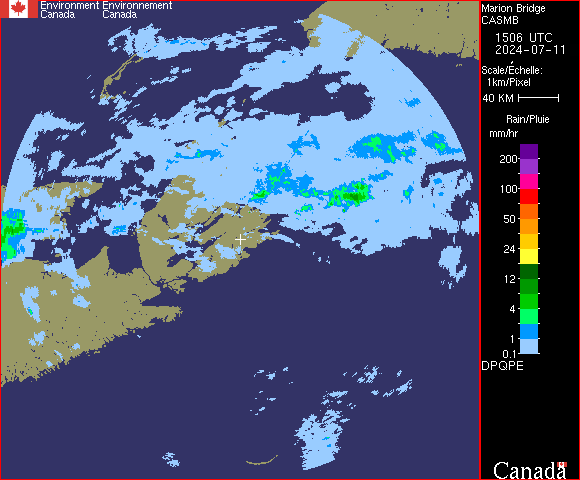 Environment Environnement
Canada Canada
Marion Bridge
CASMB
1506 UTC
2024-07-11
Scale/Échelle:
1km/Pixel
40 KM
Rain/Pluie
mm/hr
200
100
50
24
12
4
1
0.1
DPQPE
Canada